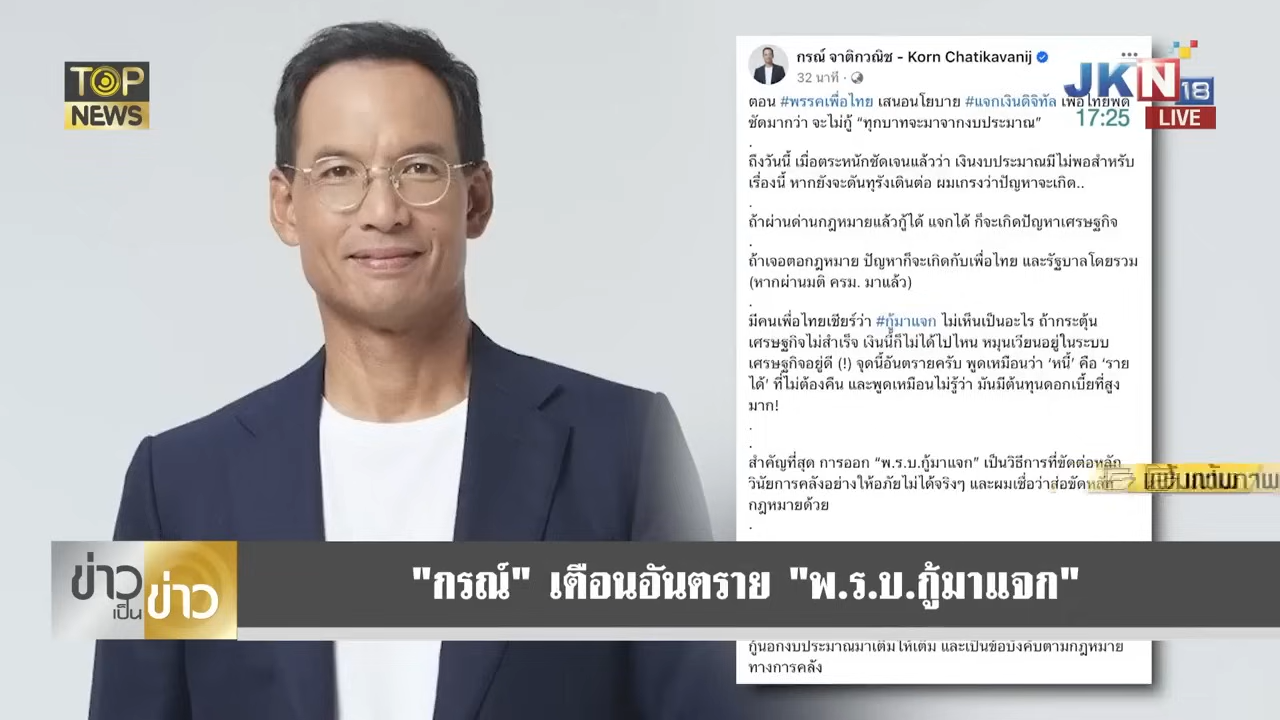 TOP
NEWS
กรณ์ จาติกวณิช - Korn Chatikavanij
32 นาที
JKN 18
17:25 LIVE
ตอน #พรรคเพื่อไทย เสนอนโยบาย #แจกเงินดิจิทัล เพื่อไทยพูด
ชัดมากว่า จะไม่กู้ “ทุกบาทจะมาจากงบประมาณ”
.
ถึงวันนี้ เมื่อตระหนักชัดเจนแล้วว่า เงินงบประมาณมีไม่พอสำหรับ
เรื่องนี้ หากยังจะดันทุรังเดินต่อ ผมเกรงว่าปัญหาจะเกิด..
.
ถ้าผ่านด่านกฎหมายแล้วกู้ได้ แจกได้ ก็จะเกิดปัญหาเศรษฐกิจ
.
ถ้าเจอตอกฎหมาย ปัญหาก็จะเกิดกับเพื่อไทย และรัฐบาลโดยรวม
(หากผ่านมติ ครม. มาแล้ว)
.
มีคนเพื่อไทยเชียร์ว่า #กู้มาแจก ไม่เห็นเป็นอะไร ถ้ากระตุ้น
เศรษฐกิจไม่สำเร็จ เงินนี้ก็ไม่ได้ไปไหน หมุนเวียนอยู่ในระบบ
เศรษฐกิจอยู่ดี (!) จุดนี้อันตรายครับ พูดเหมือนว่า ‘หนี้’ คือ ‘ราย
ได้’ ที่ไม่ต้องคืน และพูดเหมือนไม่รู้ว่า มันมีต้นทุนดอกเบี้ยที่สูง
มาก!
.
.
สำคัญที่สุด การออก “พ.ร.บ.กู้มาแจก” เป็นวิธีการที่ขัดต่อหลัก
วินัยการคลังอย่างให้อภัยไม่ได้จริงๆ และผมเชื่อว่าส่อขัดหลัก
กฎหมายด้วย
.
ข่าว
เป็น
ข่าว
"กรณ์" เตือนอันตราย "พ.ร.บ.กู้มาแจก"
กู้นอกงบประมาณมาเติมให้เต็ม และเป็นข้อบังคับตามกฎหมาย
ทางการคลัง